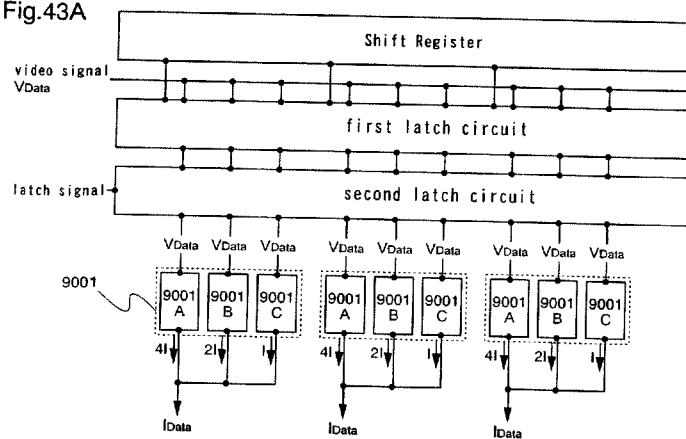 Fig.43A
Shift Register
video signal
VData
first latch circuit
latch signal
second latch circuit
VData VData VData VData VData VData VData VData VData
9001
9001 A 9001 B 9001 C 9001 A 9001 B 9001 C 9001 A 9001 B 9001 C
4I 2I I 4I 2I I 4I 2I I
IData IData IData